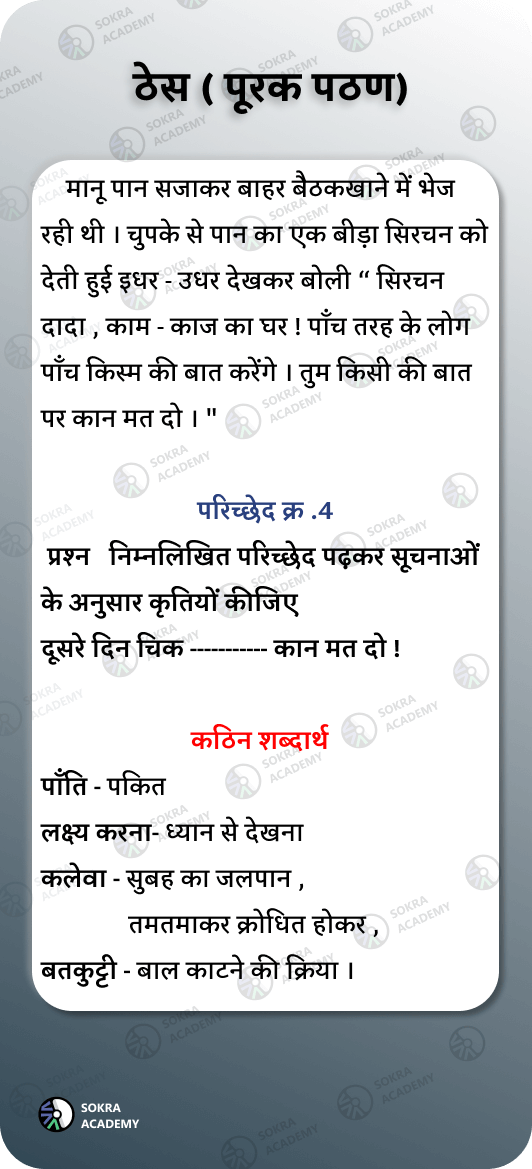 ठेस ( पूरक पठण)
मानू पान सजाकर बाहर बैठकखाने में भेज
रही थी । चुपके से पान का एक बीड़ा सिरचन को
देती हुई इधर - उधर देखकर बोली “ सिरचन
दादा , काम - काज का घर ! पाँच तरह के लोग
पाँच किस्म की बात करेंगे । तुम किसी की बात
पर कान मत दो । "
परिच्छेद क्र .4
प्रश्न निम्नलिखित परिच्छेद पढ़कर सूचनाओं
के अनुसार कृतियों कीजिए
दूसरे दिन चिक ----------- कान मत दो !
कठिन शब्दार्थ
पाँति - पकित
लक्ष्य करना- ध्यान से देखना
कलेवा - सुबह का जलपान ,
तमतमाकर क्रोधित होकर ,
बतकुट्टी - बाल काटने की क्रिया ।
SOKRA
ACADEMY